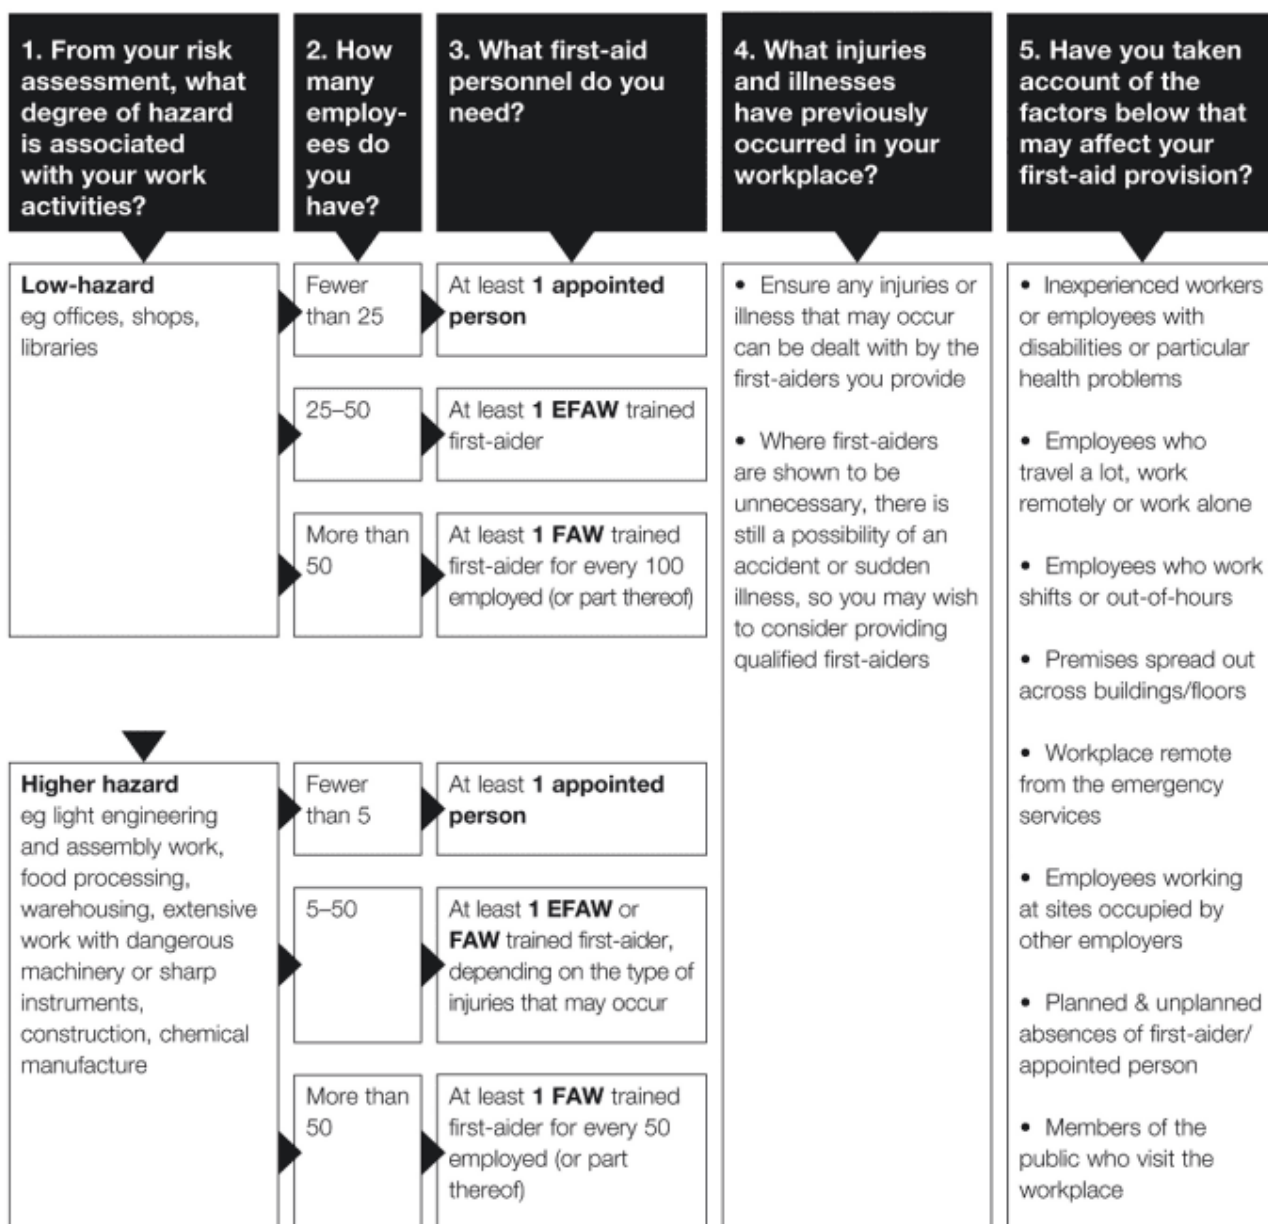 1. From your risk
assessment, what
degree of hazard
is associated
with your work
activities?
2. How
many
employ-
ees do
you
have?
3. What first-aid
personnel do you
need?
4. What injuries
and illnesses
have previously
occurred in your
workplace?
5. Have you taken
account of the
factors below that
may affect your
first-aid provision?
Low-hazard
eg offices, shops,
libraries
Fewer
than 25
At least 1 appointed
person
25–50
At least 1 EFAW trained
first-aider
More than
50
At least 1 FAW trained
first-aider for every 100
employed (or part thereof)
Higher hazard
eg light engineering
and assembly work,
food processing,
warehousing, extensive
work with dangerous
machinery or sharp
instruments,
construction, chemical
manufacture
Fewer
than 5
At least 1 appointed
person
5–50
At least 1 EFAW or
FAW trained first-aider,
depending on the type of
injuries that may occur
More than
50
At least 1 FAW trained
first-aider for every 50
employed (or part
thereof)
• Ensure any injuries or
illness that may occur
can be dealt with by the
first-aiders you provide
• Where first-aiders
are shown to be
unnecessary, there is
still a possibility of an
accident or sudden
illness, so you may wish
to consider providing
qualified first-aiders
• Inexperienced workers
or employees with
disabilities or particular
health problems
• Employees who
travel a lot, work
remotely or work alone
• Employees who work
shifts or out-of-hours
• Premises spread out
across buildings/floors
• Workplace remote
from the emergency
services
• Employees working
at sites occupied by
other employers
• Planned & unplanned
absences of first-aider/
appointed person
• Members of the
public who visit the
workplace